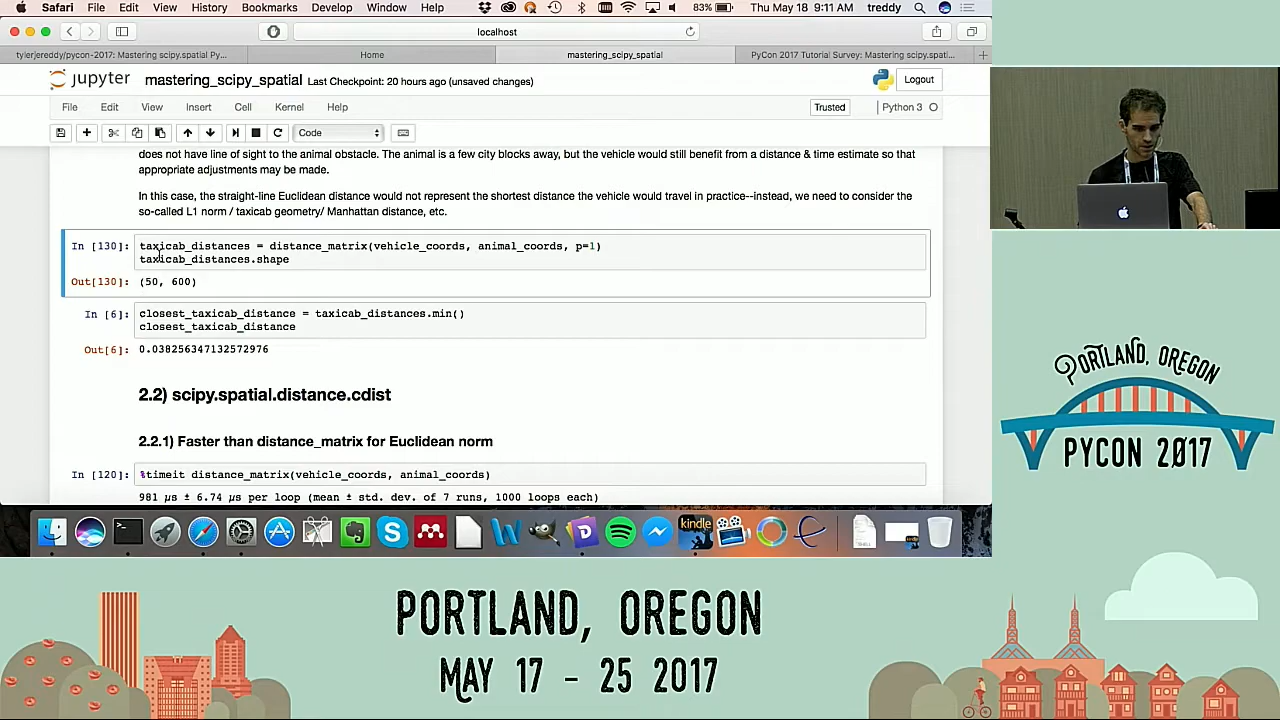 Safari File Edit View History Bookmarks Develop Window Help 83% Thu May 18 9:11 AM treddy
localhost
tylerjereddy/pycon-2017: Mastering scipy.spatial Py... Home mastering_scipy_spatial PyCon 2017 Tutorial Survey: Mastering scipy.spati...
jupyter mastering_scipy_spatial Last Checkpoint: 20 hours ago (unsaved changes) Logout
File Edit View Insert Cell Kernel Help Trusted Python 3
Code
does not have line of sight to the animal obstacle. The animal is a few city blocks away, but the vehicle would still benefit from a distance & time estimate so that
appropriate adjustments may be made.
In this case, the straight-line Euclidean distance would not represent the shortest distance the vehicle would travel in practice--instead, we need to consider the
so-called L1 norm / taxicab geometry/ Manhattan distance, etc.
In [130]: taxicab_distances = distance_matrix(vehicle_coords, animal_coords, p=1)
taxicab_distances.shape
Out[130]: (50, 600)
In [6]: closest_taxicab_distance = taxicab_distances.min()
closest_taxicab_distance
Out[6]: 0.038256347132572976
2.2) scipy.spatial.distance.cdist
2.2.1) Faster than distance_matrix for Euclidean norm
In [120]: %timeit distance_matrix(vehicle_coords, animal_coords)
981 µs ± 6.74 µs per loop (mean ± std. dev. of 7 runs, 1000 loops each)
kindle
PORTLAND, OREGON
PYCON 2017
PORTLAND, OREGON
MAY 17 - 25 2017